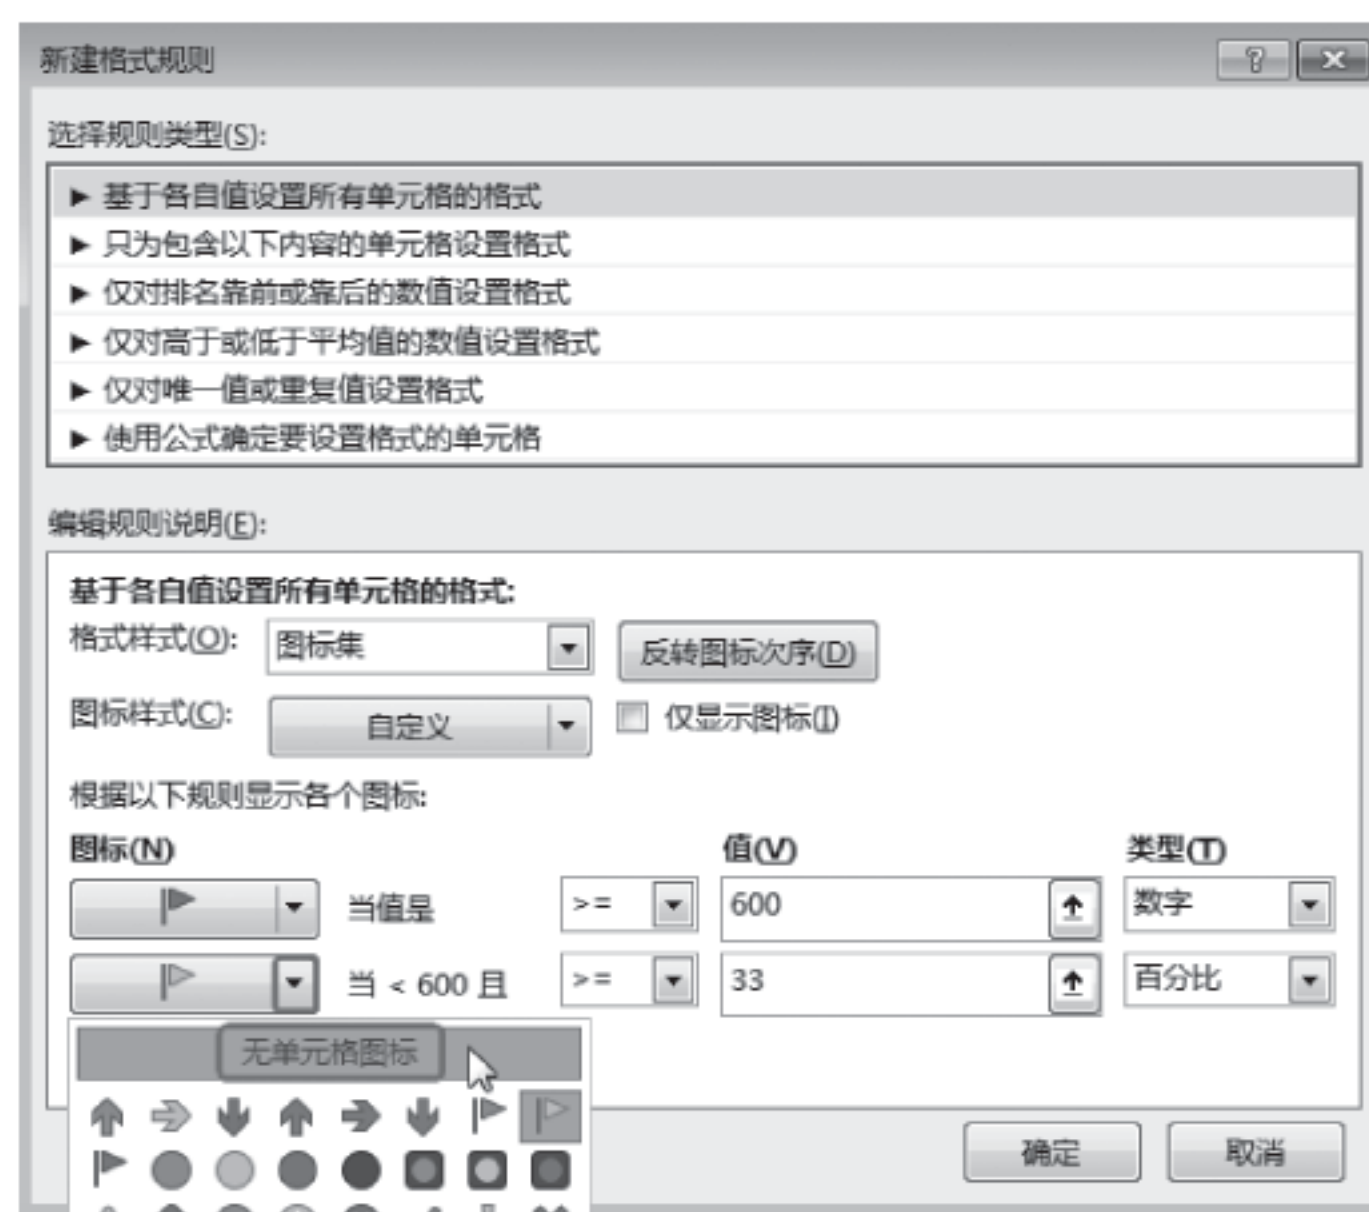 新建格式规则
选择规则类型(S):
▶ 基于各自值设置所有单元格的格式
▶ 只为包含以下内容的单元格设置格式
▶ 仅对排名靠前或靠后的数值设置格式
▶ 仅对高于或低于平均值的数值设置格式
▶ 仅对唯一值或重复值设置格式
▶ 使用公式确定要设置格式的单元格
编辑规则说明(E):
基于各自值设置所有单元格的格式:
格式样式(O): 图标集 反转图标次序(D)
图标样式(C): 自定义 仅显示图标(I)
根据以下规则显示各个图标:
图标(N) 值(V) 类型(T)
当值是 >= 600 数字
当 < 600 且 >= 33 百分比
无单元格图标
确定 取消